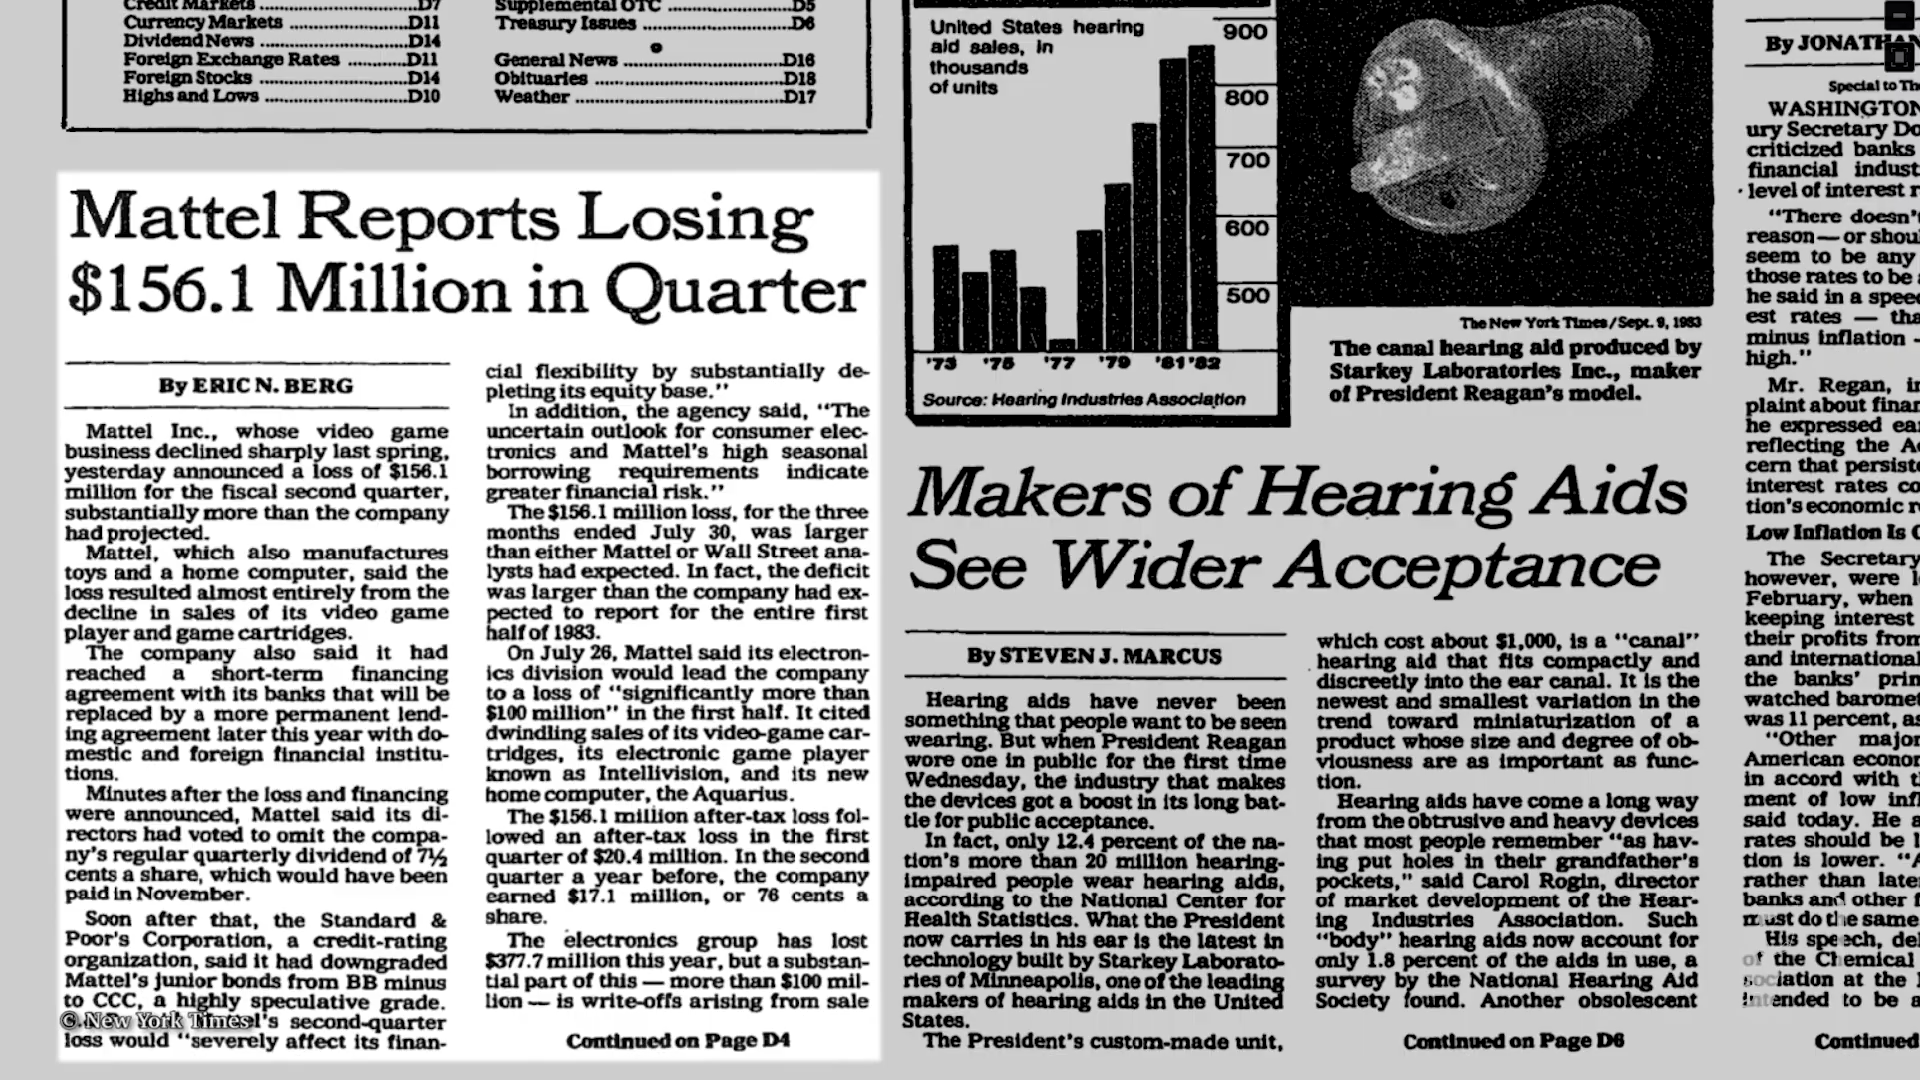 Credit Markets ........ D7
Currency Markets ........ D11
Dividend News ........ D14
Foreign Exchange Rates ........ D11
Foreign Stocks ........ D14
Highs and Lows ........ D10
Supplemental OTC ........ D5
Treasury Issues ........ D6
General News ........ D16
Obituaries ........ D18
Weather ........ D17
Mattel Reports Losing
$156.1 Million in Quarter
By ERIC N. BERG
Mattel Inc., whose video game
business declined sharply last spring,
yesterday announced a loss of $156.1
million for the fiscal second quarter,
substantially more than the company
had projected.
Mattel, which also manufactures
toys and a home computer, said the
loss resulted almost entirely from the
decline in sales of its video game
player and game cartridges.
The company also said it had
reached a short-term financing
agreement with its banks that will be
replaced by a more permanent lend-
ing agreement later this year with do-
mestic and foreign financial institu-
tions.
Minutes after the loss and financing
were announced, Mattel said its di-
rectors had voted to omit the compa-
ny's regular quarterly dividend of 7½
cents a share, which would have been
paid in November.
Soon after that, the Standard &
Poor's Corporation, a credit-rating
organization, said it had downgraded
Mattel's junior bonds from BB minus
to CCC, a highly speculative grade.
© New York Times l's second-quarter
loss would "severely affect its finan-
cial flexibility by substantially de-
pleting its equity base."
In addition, the agency said, "The
uncertain outlook for consumer elec-
tronics and Mattel's high seasonal
borrowing requirements indicate
greater financial risk."
The $156.1 million loss, for the three
months ended July 30, was larger
than either Mattel or Wall Street ana-
lysts had expected. In fact, the deficit
was larger than the company had ex-
pected to report for the entire first
half of 1983.
On July 26, Mattel said its electron-
ics division would lead the company
to a loss of "significantly more than
$100 million" in the first half. It cited
dwindling sales of its video-game car-
tridges, its electronic game player
known as Intellivision, and its new
home computer, the Aquarius.
The $156.1 million after-tax loss fol-
lowed an after-tax loss in the first
quarter of $20.4 million. In the second
quarter a year before, the company
earned $17.1 million, or 76 cents a
share.
The electronics group has lost
$377.7 million this year, but a substan-
tial part of this — more than $100 mil-
lion — is write-offs arising from sale
Continued on Page D4
United States hearing
aid sales, in
thousands
of units
900
800
700
600
500
'73 '75 '77 '79 '81 '82
Source: Hearing Industries Association
The New York Times/Sept. 9, 1983
The canal hearing aid produced by
Starkey Laboratories Inc., maker
of President Reagan's model.
Makers of Hearing Aids
See Wider Acceptance
By STEVEN J. MARCUS
Hearing aids have never been
something that people want to be seen
wearing. But when President Reagan
wore one in public for the first time
Wednesday, the industry that makes
the devices got a boost in its long bat-
tle for public acceptance.
In fact, only 12.4 percent of the na-
tion's more than 20 million hearing-
impaired people wear hearing aids,
according to the National Center for
Health Statistics. What the President
now carries in his ear is the latest in
technology built by Starkey Laborato-
ries of Minneapolis, one of the leading
makers of hearing aids in the United
States.
The President's custom-made unit,
which cost about $1,000, is a "canal"
hearing aid that fits compactly and
discreetly into the ear canal. It is the
newest and smallest variation in the
trend toward miniaturization of a
product whose size and degree of ob-
viousness are as important as func-
tion.
Hearing aids have come a long way
from the obtrusive and heavy devices
that most people remember "as hav-
ing put holes in their grandfather's
pockets," said Carol Rogin, director
of market development of the Hear-
ing Industries Association. Such
"body" hearing aids now account for
only 1.8 percent of the aids in use, a
survey by the National Hearing Aid
Society found. Another obsolescent
Continued on Page D6
By JONATHAN
Special to
WASHINGTON
ury Secretary
criticized banks
financial
level of interest
"There doesn't
reason — or
seem to be any
those rates to be
he said in a
est rates —
minus inflation
high."
Mr. Regan,
plaint about
he expressed
reflecting the
cern that
interest rates
tion's economic
Low Inflation Is
The Secretary
however, were
February, when
keeping interest
their profits from
and international
the banks'
watched
was 11 percent,
"Other
American
in accord with
ment of low
said today. He
rates should be
tion is lower.
rather than
banks and other
must do the same
His speech,
of the Chemical
sociation at the
intended to be
Continued